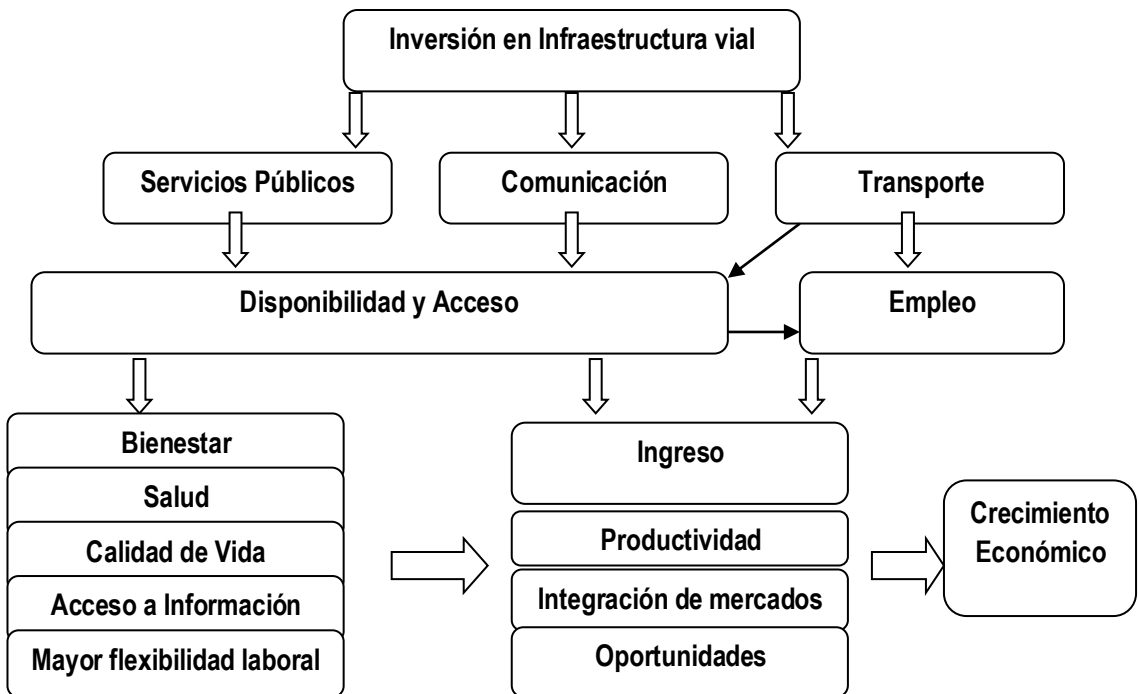 Inversión en Infraestructura vial
Servicios Públicos
Comunicación
Transporte
Disponibilidad y Acceso
Empleo
Bienestar
Salud
Calidad de Vida
Acceso a Información
Mayor flexibilidad laboral
Ingreso
Productividad
Integración de mercados
Oportunidades
Crecimiento
Económico